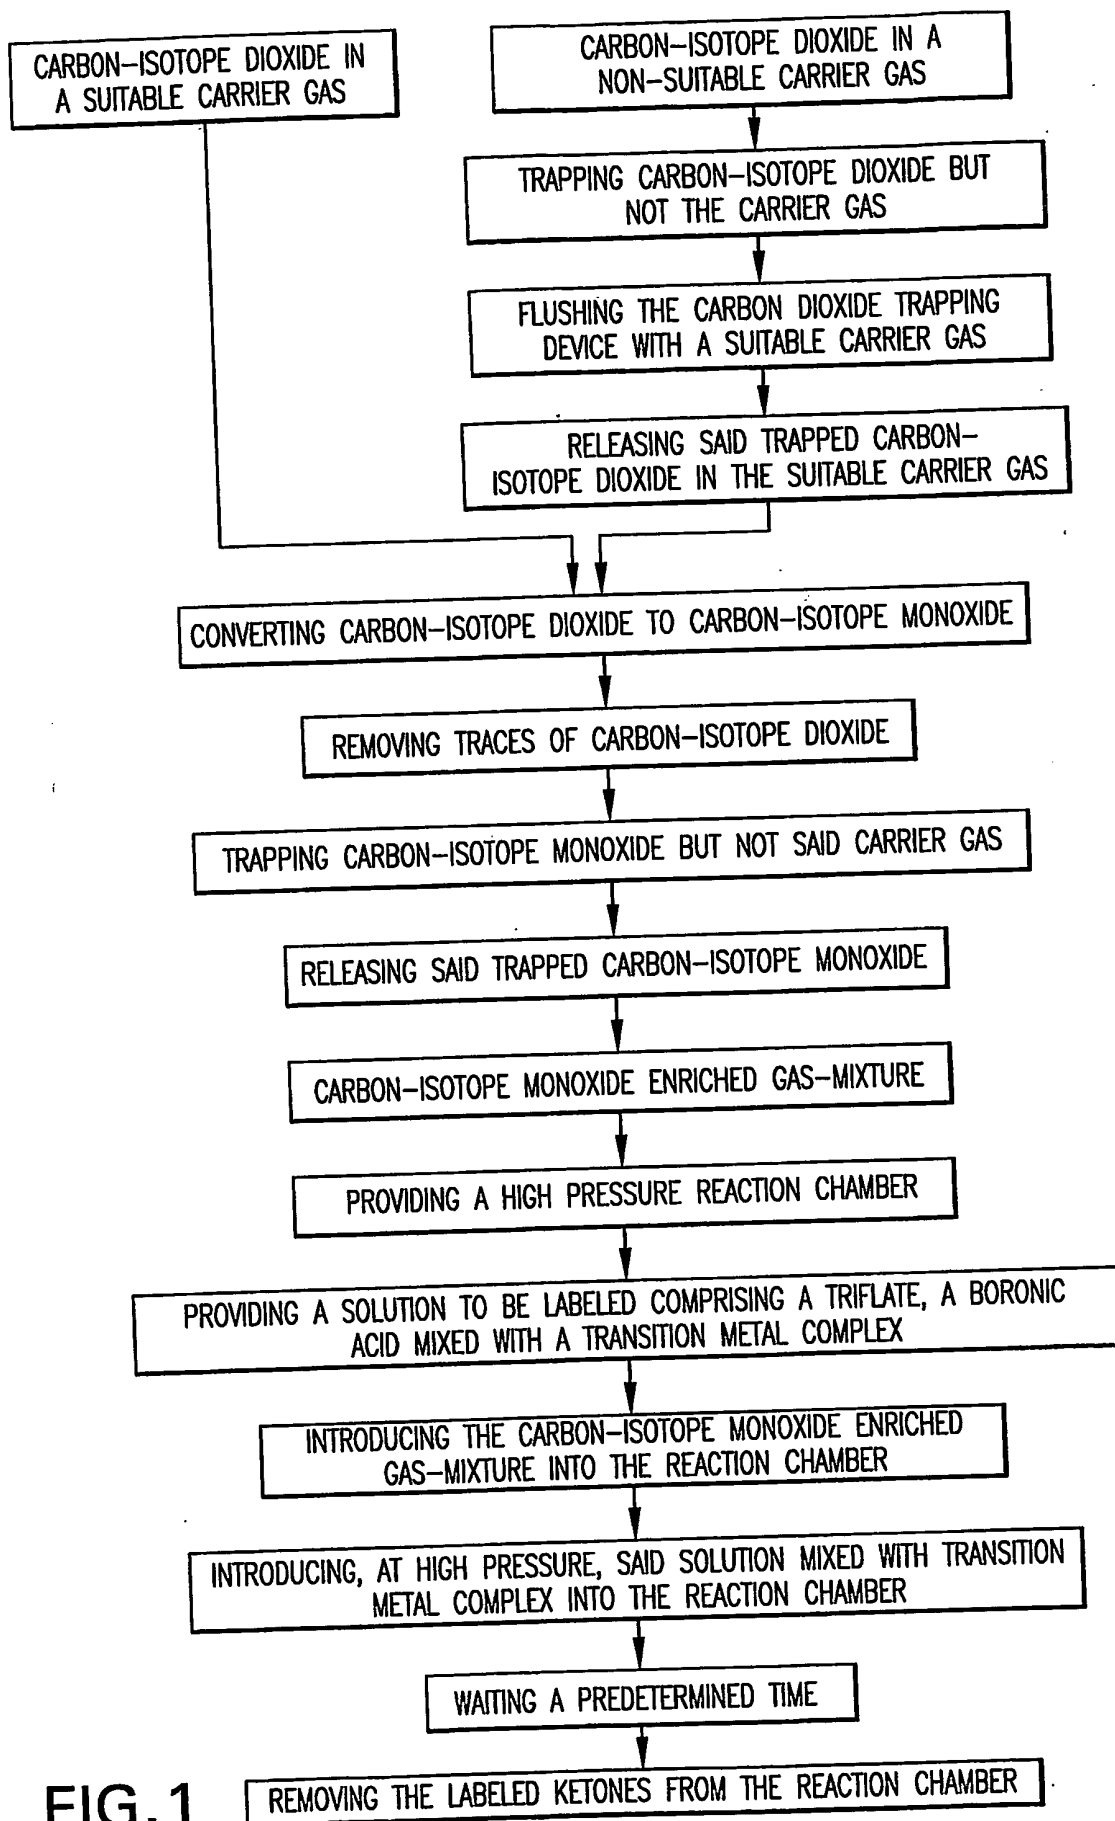 CARBON–ISOTOPE DIOXIDE IN
A SUITABLE CARRIER GAS
CARBON–ISOTOPE DIOXIDE IN A
NON–SUITABLE CARRIER GAS
TRAPPING CARBON–ISOTOPE DIOXIDE BUT
NOT THE CARRIER GAS
FLUSHING THE CARBON DIOXIDE TRAPPING
DEVICE WITH A SUITABLE CARRIER GAS
RELEASING SAID TRAPPED CARBON–
ISOTOPE DIOXIDE IN THE SUITABLE CARRIER GAS
CONVERTING CARBON–ISOTOPE DIOXIDE TO CARBON–ISOTOPE MONOXIDE
REMOVING TRACES OF CARBON–ISOTOPE DIOXIDE
TRAPPING CARBON–ISOTOPE MONOXIDE BUT NOT SAID CARRIER GAS
RELEASING SAID TRAPPED CARBON–ISOTOPE MONOXIDE
CARBON–ISOTOPE MONOXIDE ENRICHED GAS–MIXTURE
PROVIDING A HIGH PRESSURE REACTION CHAMBER
PROVIDING A SOLUTION TO BE LABELED COMPRISING A TRIFLATE, A BORONIC
ACID MIXED WITH A TRANSITION METAL COMPLEX
INTRODUCING THE CARBON–ISOTOPE MONOXIDE ENRICHED
GAS–MIXTURE INTO THE REACTION CHAMBER
INTRODUCING, AT HIGH PRESSURE, SAID SOLUTION MIXED WITH TRANSITION
METAL COMPLEX INTO THE REACTION CHAMBER
WAITING A PREDETERMINED TIME
REMOVING THE LABELED KETONES FROM THE REACTION CHAMBER
FIG.1